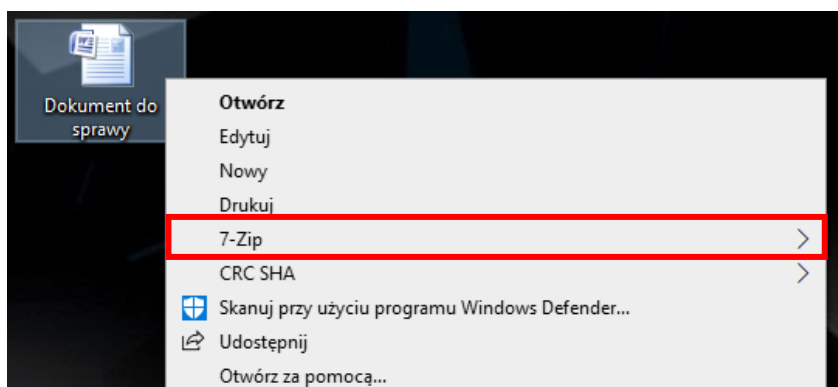 Dokument do
sprawy
Otwórz
Edytuj
Nowy
Drukuj
7-Zip
CRC SHA
Skanuj przy użyciu programu Windows Defender...
Udostępnij
Otwórz za pomocą...